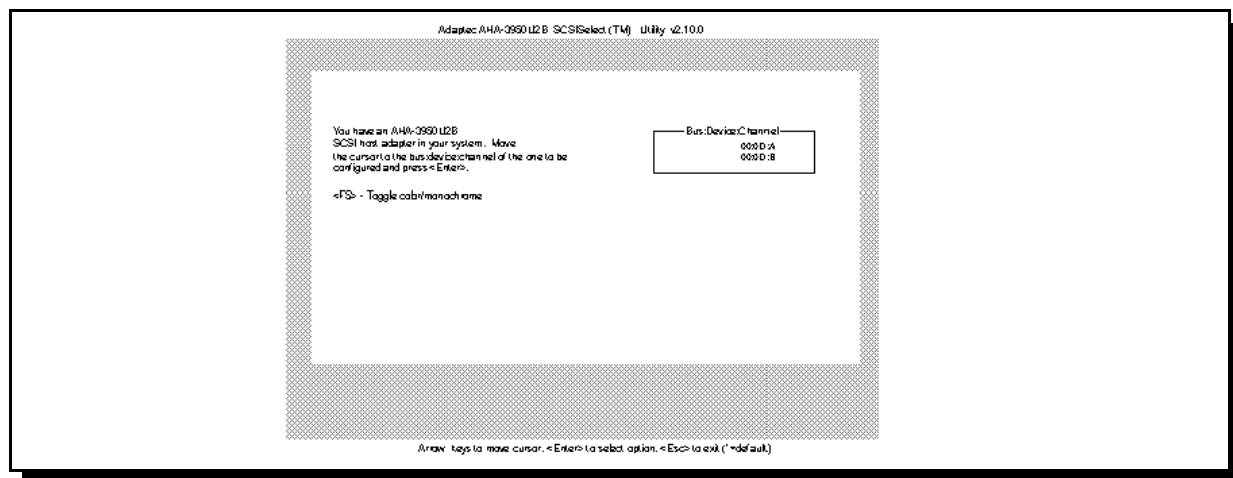 Adaptec AHA-3950U2B SCSISelect (TM) Utility v2.10.0
You have an AHA-3950U2B
SCSI host adapter in your system. Move
the cursor to the bus:device:channel of the one to be
configured and press <Enter>.
<F5> - Toggle color/monochrome
Bus:Device:Channel
00:0D:A
00:0D:B
Arrow keys to move cursor. <Enter> to select option. <Esc> to exit (*=default)